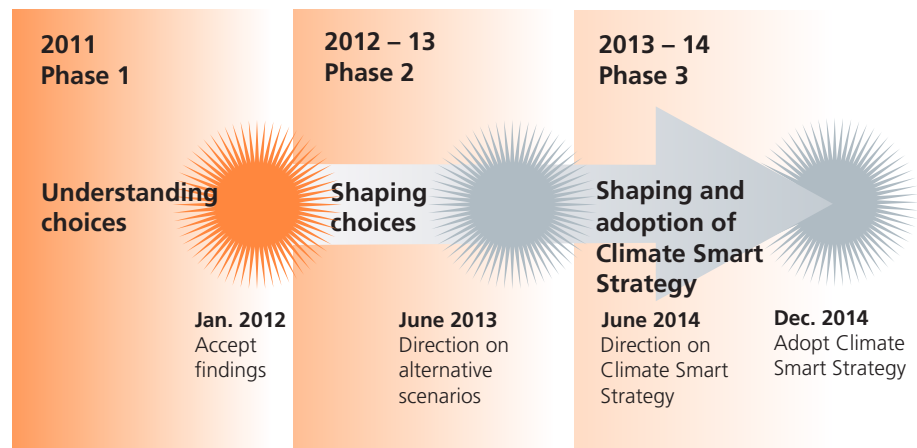 2011
Phase 1
2012 – 13
Phase 2
2013 – 14
Phase 3
Understanding
choices
Shaping
choices
Shaping and
adoption of
Climate Smart
Strategy
Jan. 2012
Accept
findings
June 2013
Direction on
alternative
scenarios
June 2014
Direction on
Climate Smart
Strategy
Dec. 2014
Adopt Climate
Smart Strategy